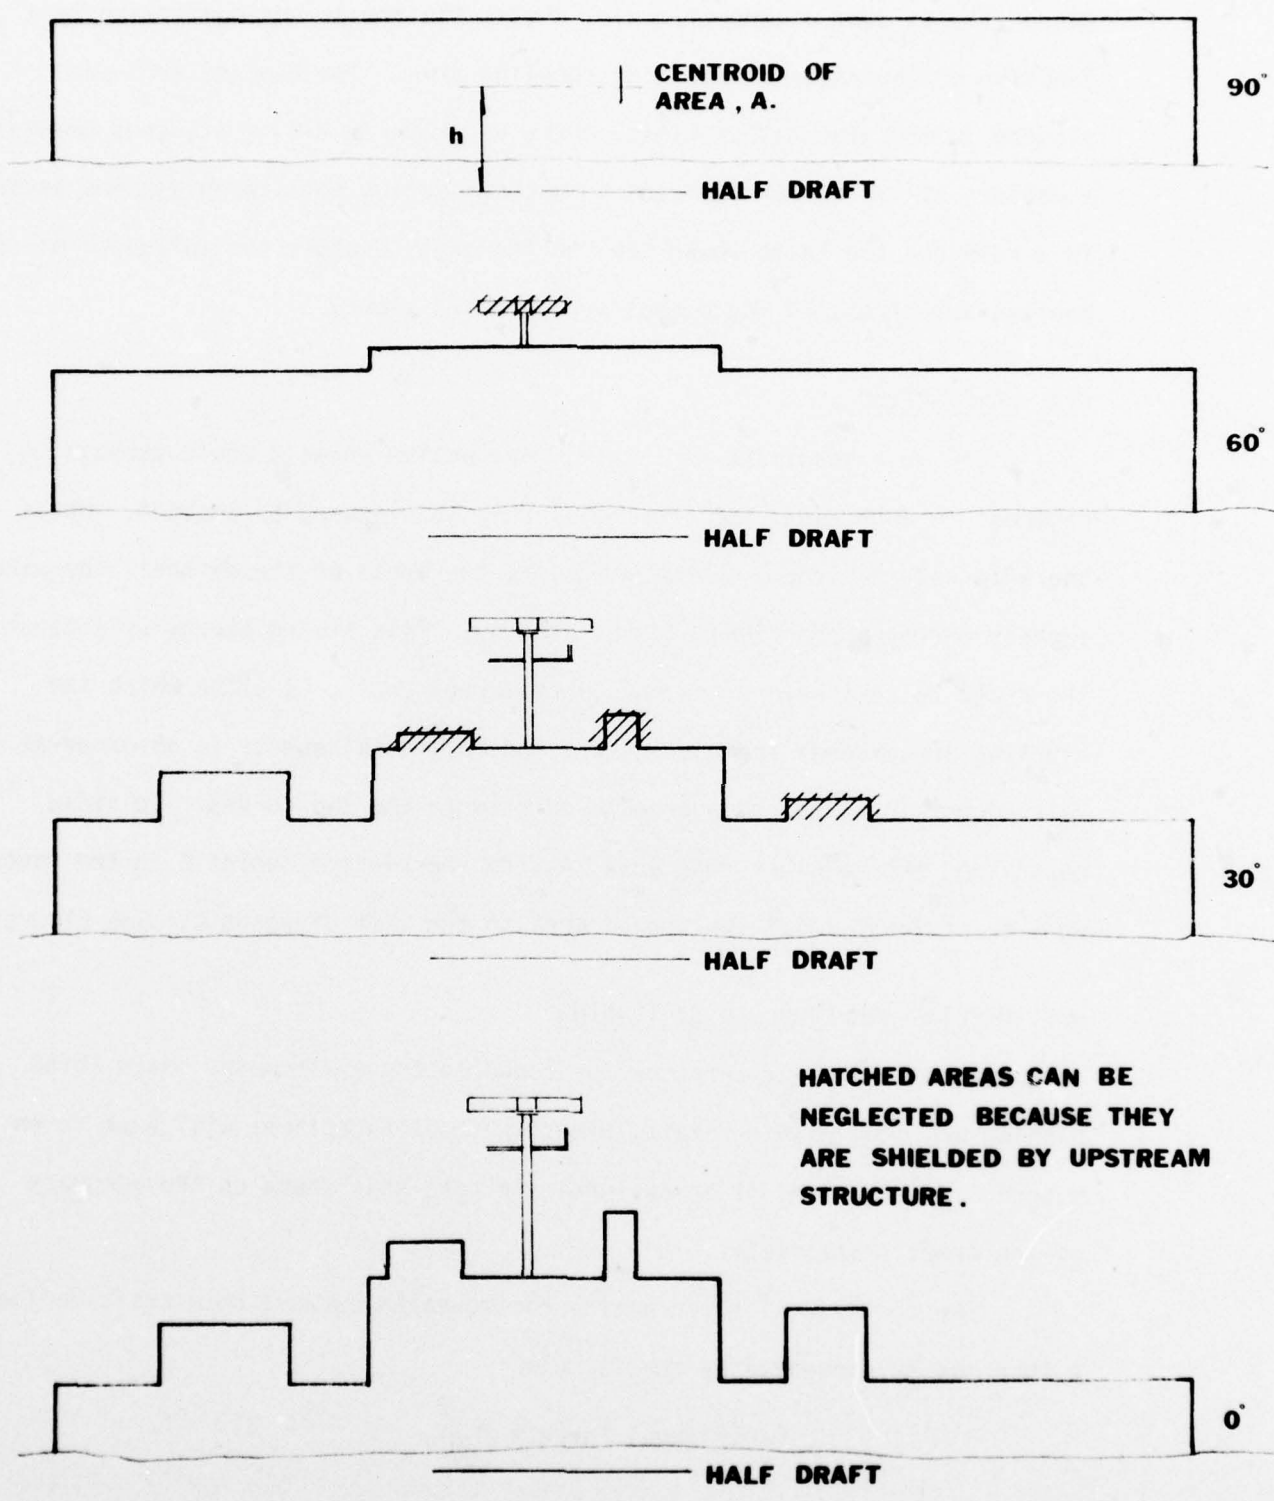 CENTROID OF
AREA, A.
90°
h
HALF DRAFT
60°
HALF DRAFT
30°
HALF DRAFT
HATCHED AREAS CAN BE
NEGLECTED BECAUSE THEY
ARE SHIELDED BY UPSTREAM
STRUCTURE.
0°
HALF DRAFT